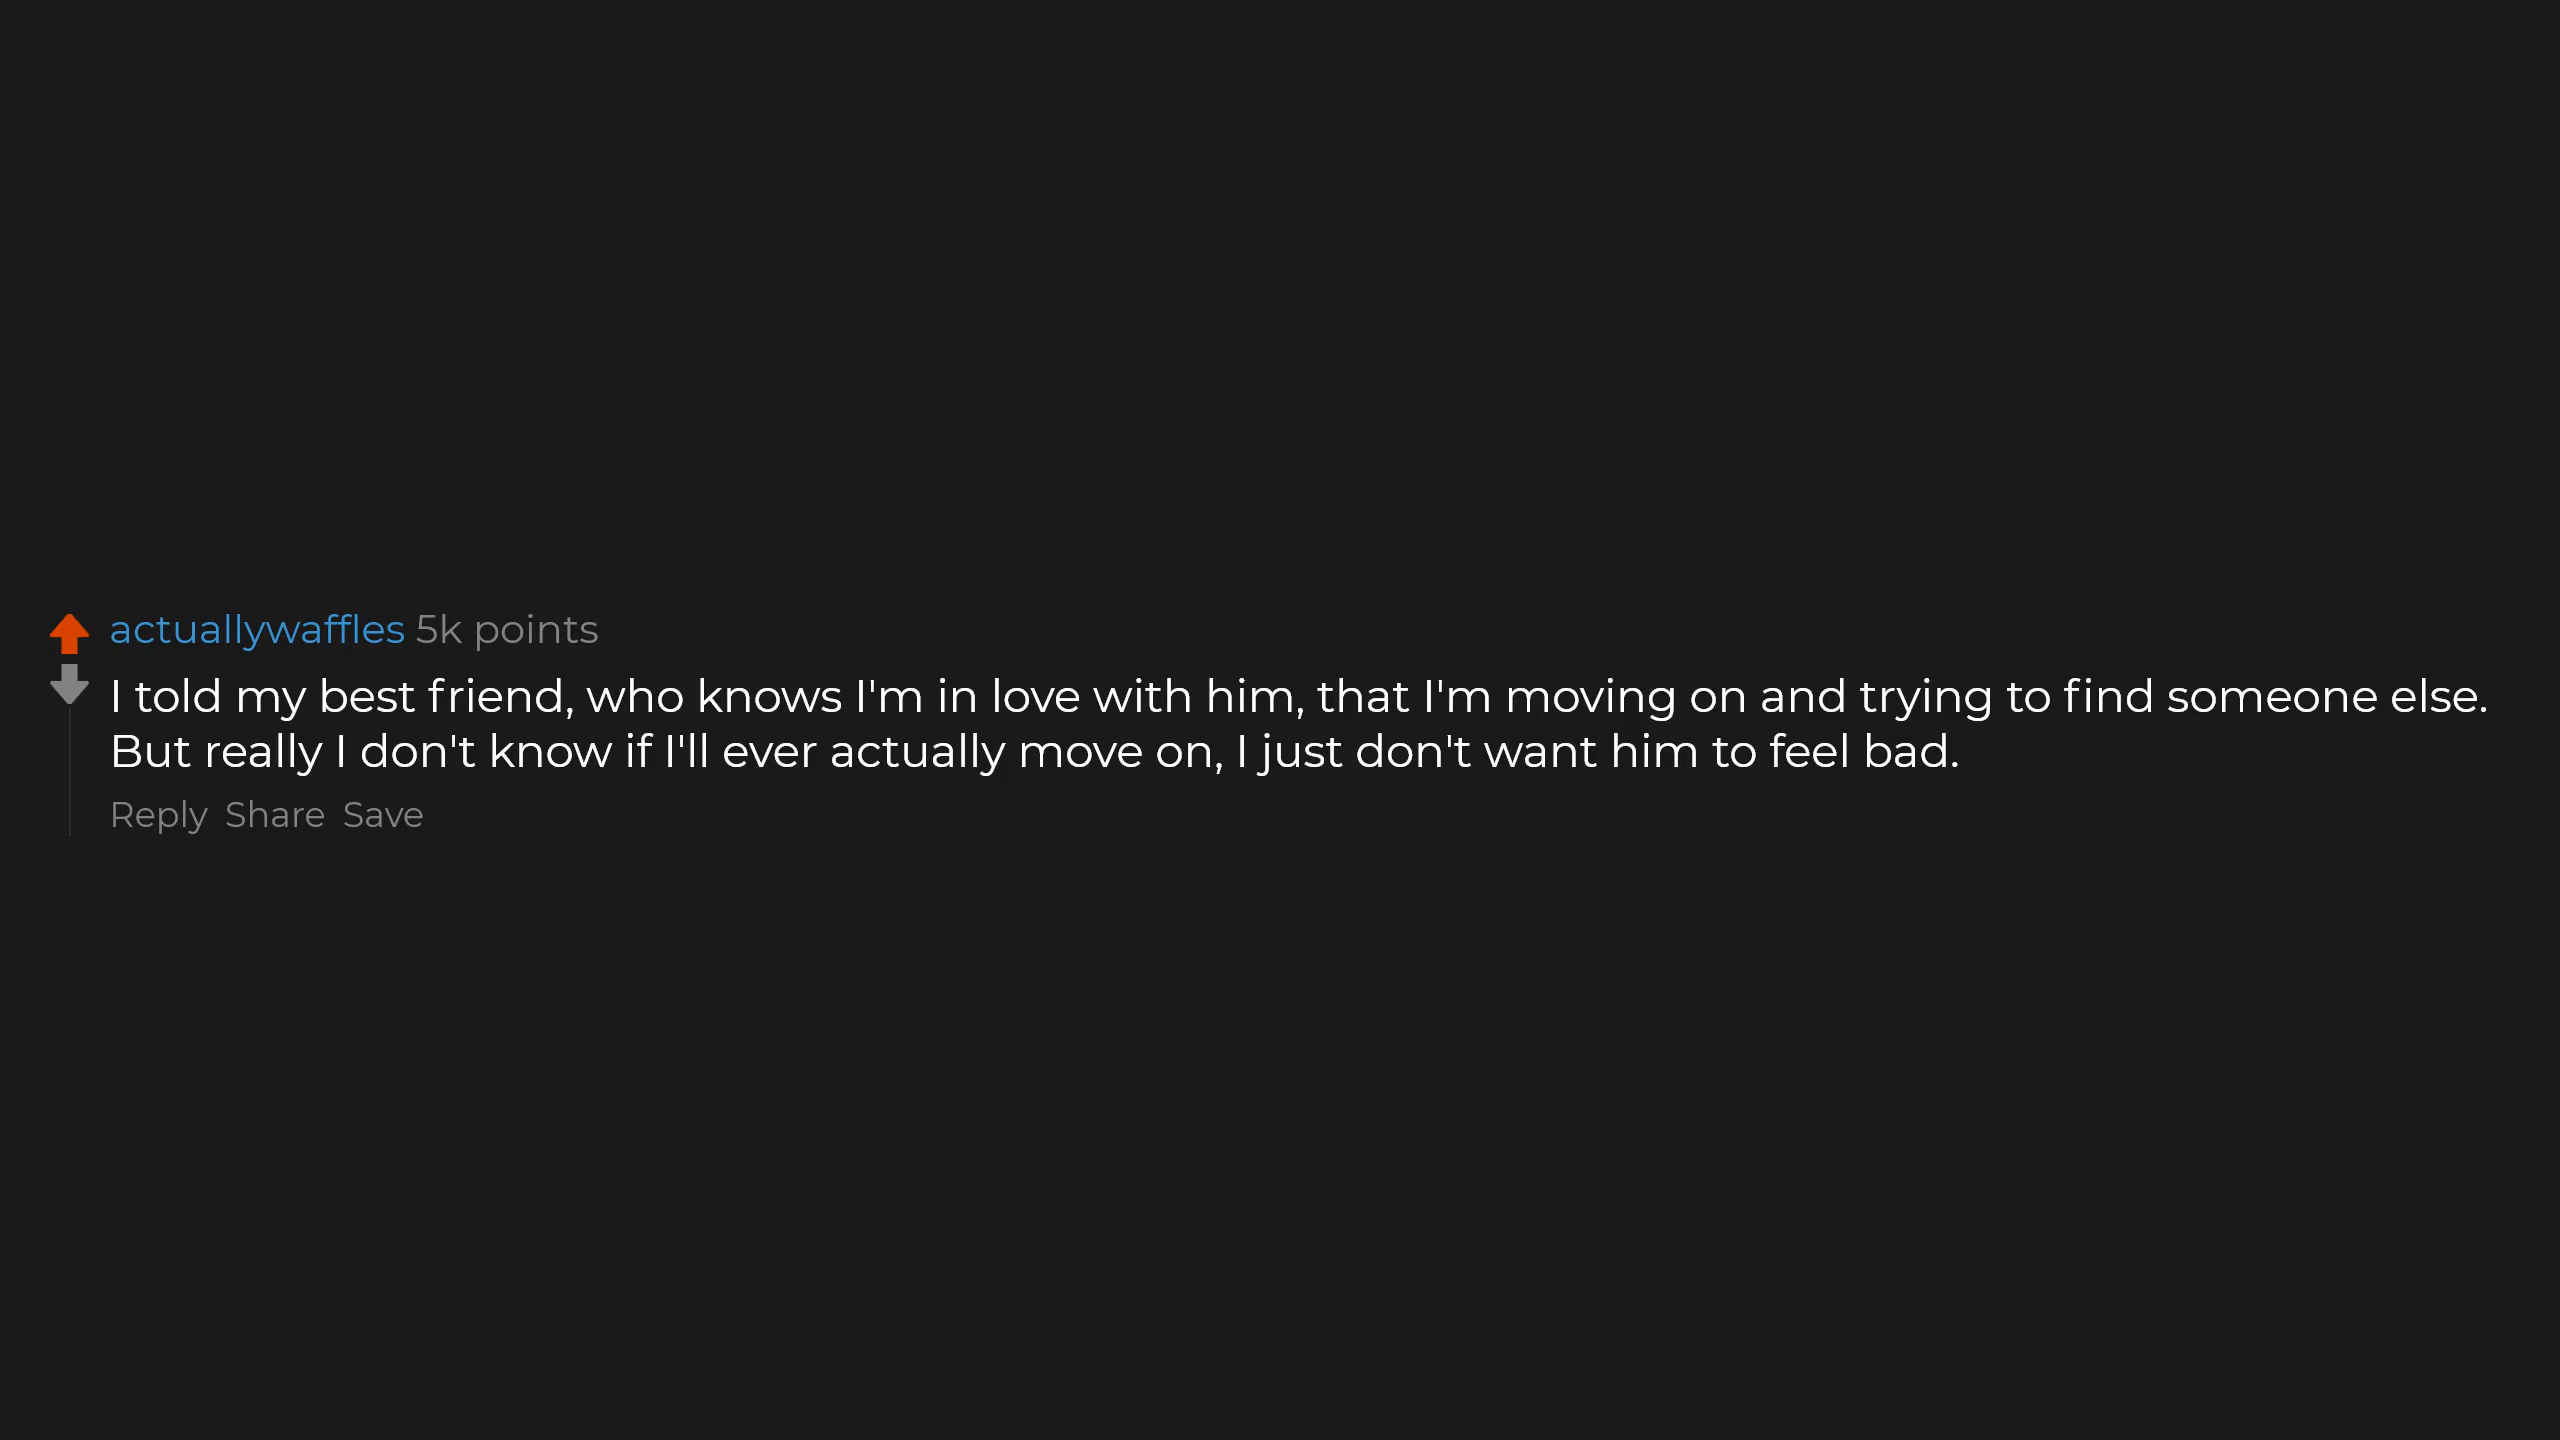 actuallywaffles 5k points
I told my best friend, who knows I'm in love with him, that I'm moving on and trying to find someone else.
But really I don't know if I'll ever actually move on, I just don't want him to feel bad.
Reply Share Save